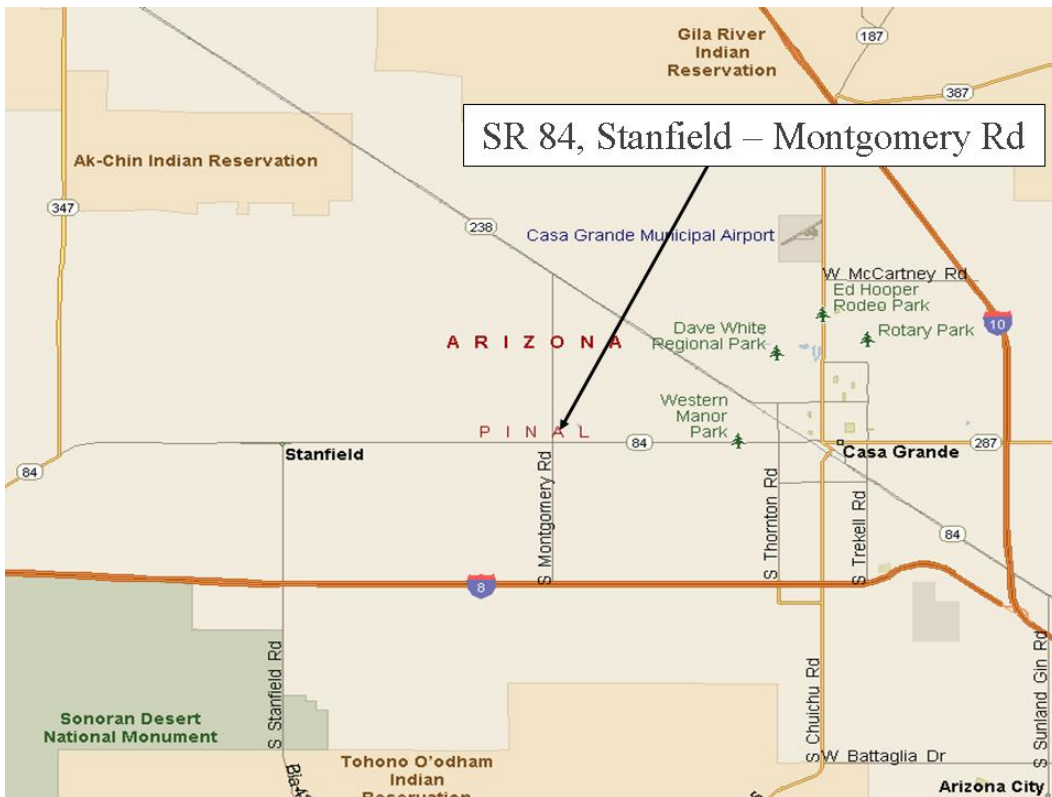 Gila River
Indian
Reservation
187
387
SR 84, Stanfield – Montgomery Rd
Ak-Chin Indian Reservation
347
238
Casa Grande Municipal Airport
W McCartney Rd
Ed Hooper
Rodeo Park
10
Dave White
Regional Park
Rotary Park
ARIZONA
Western
Manor
Park
PINAL
84
287
Stanfield
Casa Grande
84
S Montgomery Rd
S Thornton Rd
S Trekell Rd
84
8
S Stanfield Rd
S Chuichu Rd
S Sunland Gin Rd
Sonoran Desert
National Monument
W Battaglia Dr
Tohono O'odham
Indian
Reservation
Arizona City